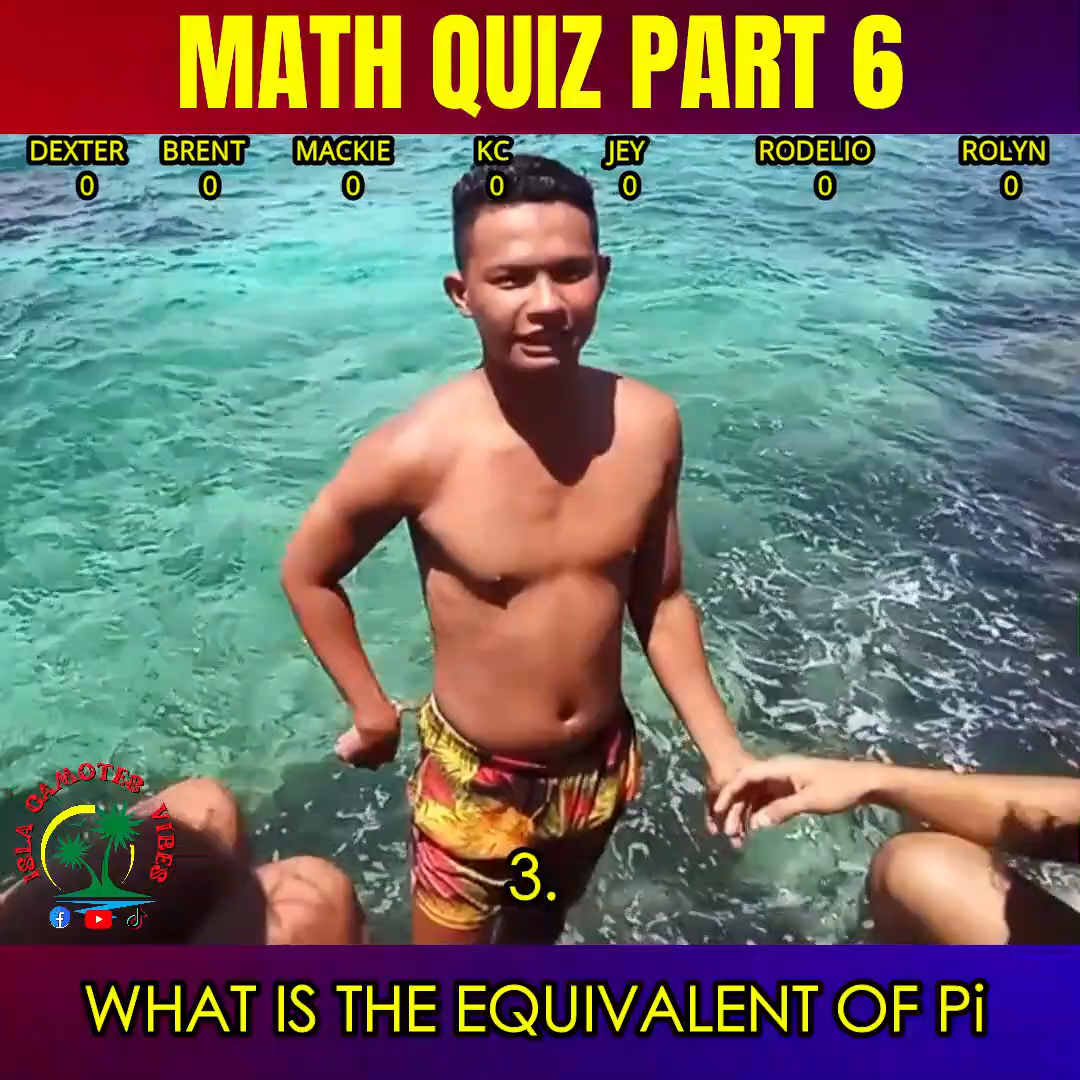 MATH QUIZ PART 6
DEXTER BRENT MACKIE KC JEY RODELIO ROLYN
0 0 0 0 0 0 0
ISLA CAMOTES VIBES
3.
WHAT IS THE EQUIVALENT OF Pi